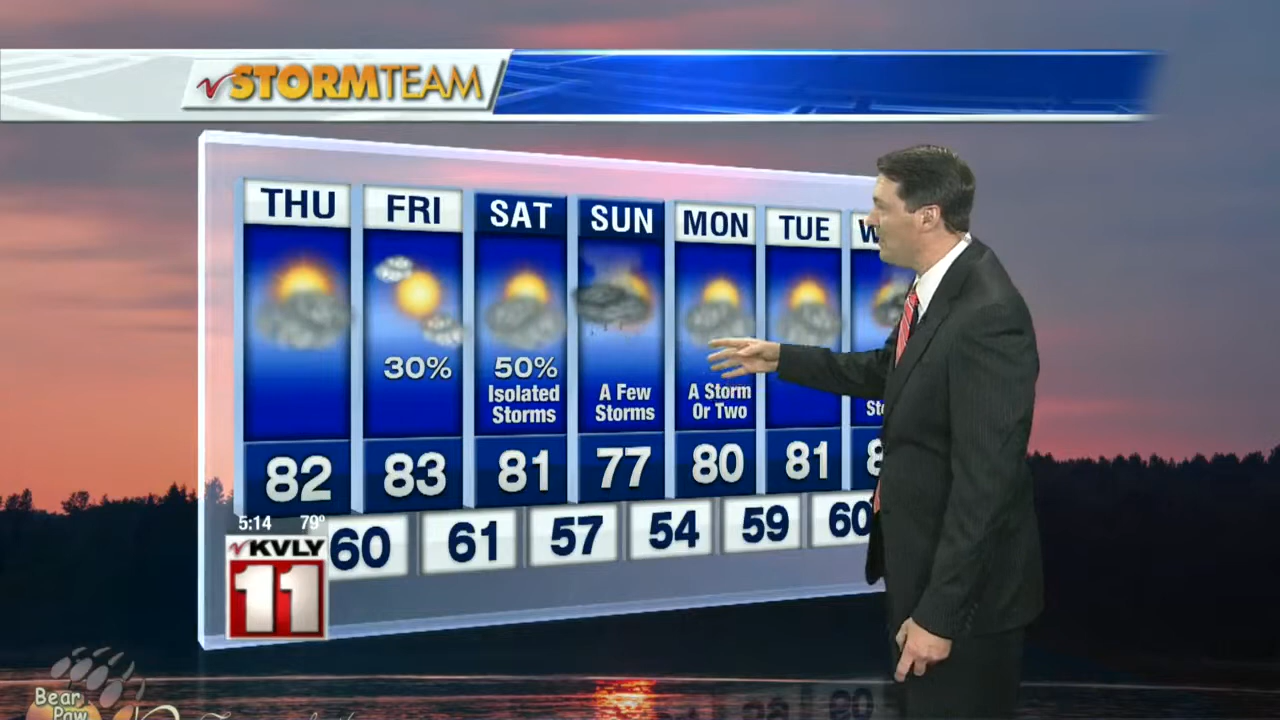 STORMTEAM
THU
FRI
SAT
SUN
MON
TUE
30%
50%
Isolated
Storms
A Few
Storms
A Storm
Or Two
82
83
81
77
80
81
60
61
57
54
59
60
5:14 79°
KVLY
11
Bear
Paw